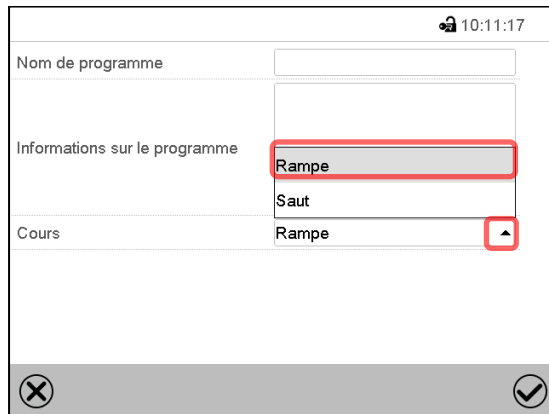 10:11:17
Nom de programme
Informations sur le programme
Rampe
Saut
Cours
Rampe